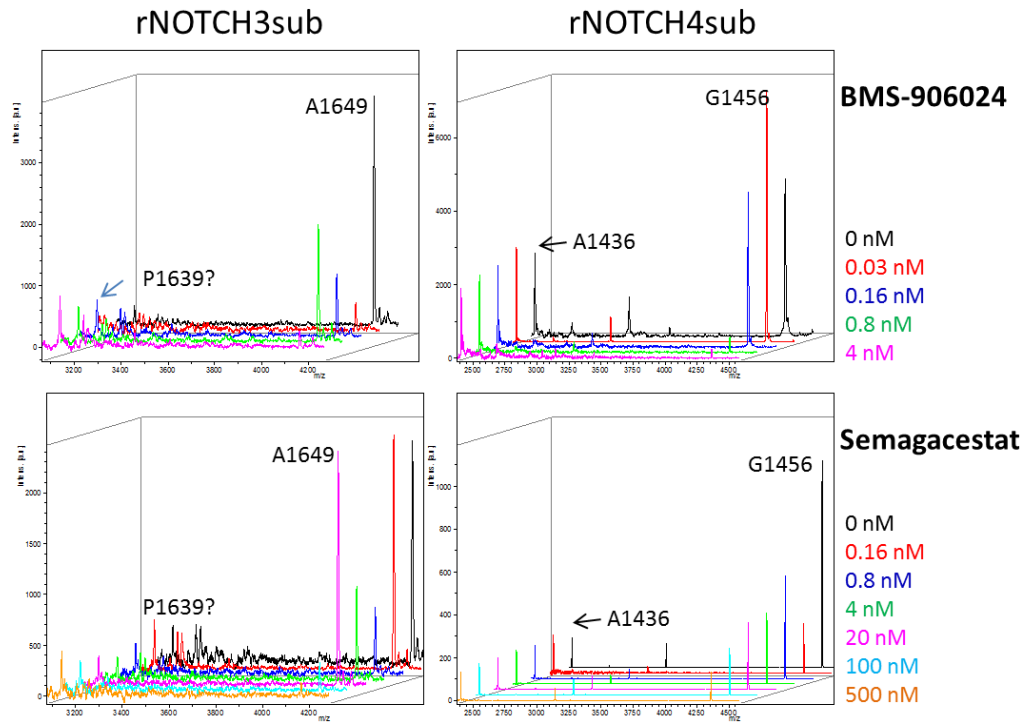 rNOTCH3sub
rNOTCH4sub
BMS-906024
Intens. [a.u.]
3000
2000
1000
0
A1649
P1639?
3200
3400
3600
3800
4000
4200
m/z
Intens. [a.u.]
6000
4000
2000
0
G1456
A1436
2500
2750
3000
3250
3500
3750
4000
4250
4500
m/z
0 nM
0.03 nM
0.16 nM
0.8 nM
4 nM
Semagacestat
Intens. [a.u.]
2000
1500
1000
500
0
A1649
P1639?
3200
3400
3600
3800
4000
4200
m/z
Intens. [a.u.]
1000
800
600
400
200
0
G1456
A1436
2500
2750
3000
3250
3500
3750
4000
4250
4500
m/z
0 nM
0.16 nM
0.8 nM
4 nM
20 nM
100 nM
500 nM